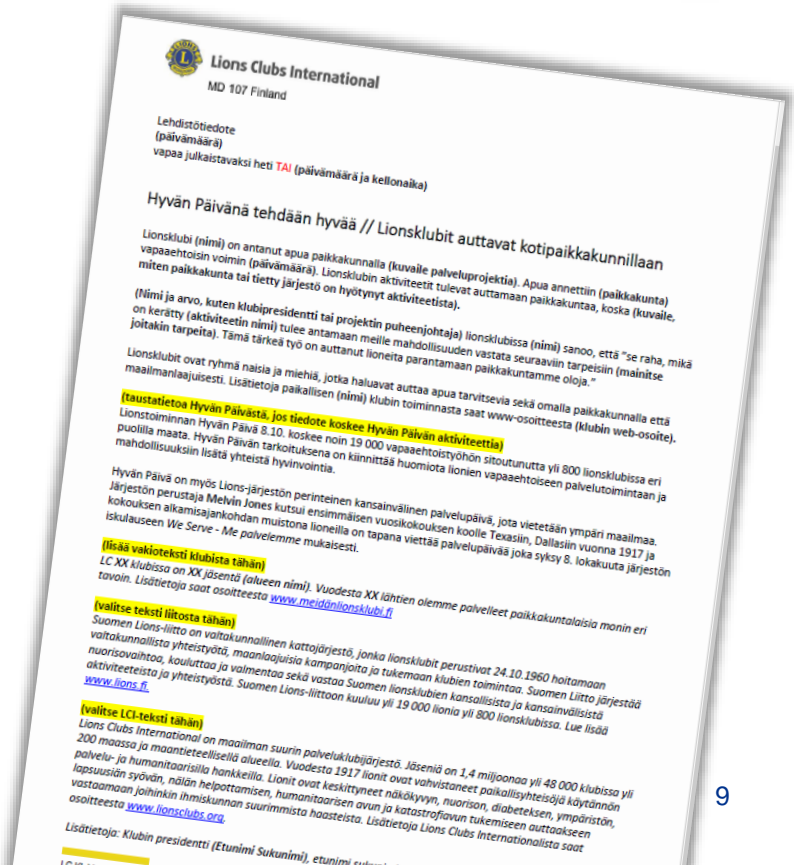 Lions Clubs International
MD 107 Finland
Lehdistötiedote
(päivämäärä)
vapaa julkaistavaksi heti TAI (päivämäärä ja kellonaika)
Hyvän Päivänä tehdään hyvää // Lionsklubit auttavat kotipaikkakunnillaan
Lionsklubi (nimi) on antanut apua paikkakunnalla (kuvaile palveluprojektia). Apua annettiin (paikkakunta)
vapaaehtoisin voimin (päivämäärä). Lionsklubin aktiviteetit tulevat auttamaan paikkakuntaa, koska (kuvaile,
miten paikkakunta tai tietty järjestö on hyötynyt aktiviteetista).
(Nimi ja arvo, kuten klubipresidentti tai projektin puheenjohtaja) lionsklubissa (nimi) sanoo, että "se raha, mikä
on kerätty (aktiviteetin nimi) tulee antamaan meille mahdollisuuden vastata seuraaviin tarpeisiin (mainitse
joitakin tarpeita). Tämä tärkeä työ on auttanut lioneita parantamaan paikkakuntamme oloja."
Lionsklubit ovat ryhmä naisia ja miehiä, jotka haluavat auttaa apua tarvitsevia sekä omalla paikkakunnalla että
maailmanlaajuisesti. Lisätietoja paikallisen (nimi) klubin toiminnasta saat www-osoitteesta (klubin web-osoite).
(taustatietoa Hyvän Päivästä, jos tiedote koskee Hyvän Päivän aktiviteettia)
Lionstoiminnan Hyvän Päivä 8.10. koskee noin 19 000 vapaaehtoistyöhön sitoutunutta yli 800 lionsklubissa eri
puolilla maata. Hyvän Päivän tarkoituksena on kiinnittää huomiota lionien vapaaehtoiseen palvelutoimintaan ja
mahdollisuuksiin lisätä yhteistä hyvinvointia.
Hyvän Päivä on myös Lions-järjestön perinteinen kansainvälinen palvelupäivä, jota vietetään ympäri maailmaa.
Järjestön perustaja Melvin Jones kutsui ensimmäisen vuosikokouksen koolle Texasiin, Dallasiin vuonna 1917 ja
kokouksen alkamisajankohdan muistona lioneilla on tapana viettää palvelupäivää joka syksy 8. lokakuuta järjestön
iskulauseen We Serve - Me palvelemme mukaisesti.
(lisää vakioteksti klubista tähän)
LC XX klubissa on XX jäsentä (alueen nimi). Vuodesta XX lähtien olemme palvelleet paikkakuntalaisia monin eri
tavoin. Lisätietoja saat osoitteesta www.meidänlionsklubi.fi
(valitse teksti liitosta tähän)
Suomen Lions-liitto on valtakunnallinen kattojärjestö, jonka lionsklubit perustivat 24.10.1960 hoitamaan
valtakunnallista yhteistyötä, maanlaajuisia kampanjoita ja tukemaan klubien toimintaa. Suomen Liitto järjestää
nuorisovaihtoa, kouluttaa ja valmentaa sekä vastaa Suomen lionsklubien kansallisista ja kansainvälisistä
aktiviteeteista ja yhteistyöstä. Suomen Lions-liittoon kuuluu yli 19 000 lionia yli 800 lionsklubissa. Lue lisää
www.lions.fi.
(valitse LCI-teksti tähän)
Lions Clubs International on maailman suurin palveluklubijärjestö. Jäseniä on 1,4 miljoonaa yli 48 000 klubissa yli
200 maassa ja maantieteellisellä alueella. Vuodesta 1917 lionit ovat vahvistaneet paikallisyhteisöjä käytännön
palvelu- ja humanitaarisilla hankkeilla. Lionit ovat keskittyneet näkökyvyn, nuorison, diabeteksen, ympäristön,
lapsuusiän syövän, nälän helpottamisen, humanitaarisen avun ja katastrofiavun tukemiseen auttaakseen
vastaamaan joihinkin ihmiskunnan suurimmista haasteista. Lisätietoja Lions Clubs Internationalista saat
osoitteesta www.lionsclubs.org.
Lisätietoja: Klubin presidentti (Etunimi Sukunimi), etunimi
9